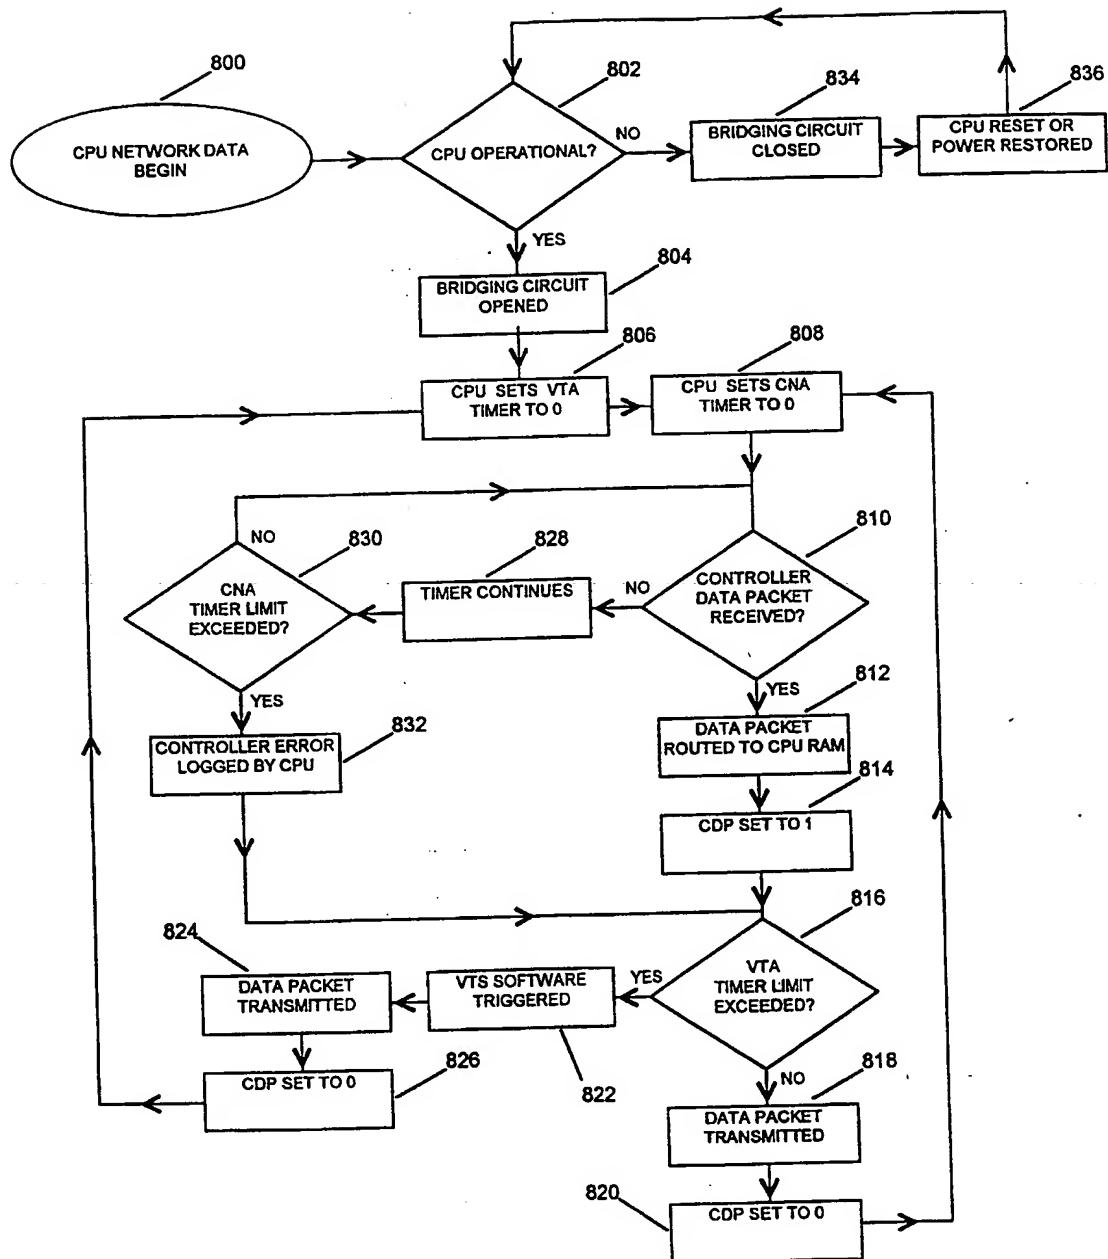 800
CPU NETWORK DATA
BEGIN
802
CPU OPERATIONAL?
NO
834
BRIDGING CIRCUIT
CLOSED
836
CPU RESET OR
POWER RESTORED
YES
804
BRIDGING CIRCUIT
OPENED
806
CPU SETS VTA
TIMER TO 0
808
CPU SETS CNA
TIMER TO 0
810
CONTROLLER
DATA PACKET
RECEIVED?
NO
828
TIMER CONTINUES
830
CNA
TIMER LIMIT
EXCEEDED?
NO
YES
832
CONTROLLER ERROR
LOGGED BY CPU
YES
812
DATA PACKET
ROUTED TO CPU RAM
814
CDP SET TO 1
816
VTA
TIMER LIMIT
EXCEEDED?
YES
VTS SOFTWARE
TRIGGERED
822
824
DATA PACKET
TRANSMITTED
CDP SET TO 0
826
NO
818
DATA PACKET
TRANSMITTED
820
CDP SET TO 0